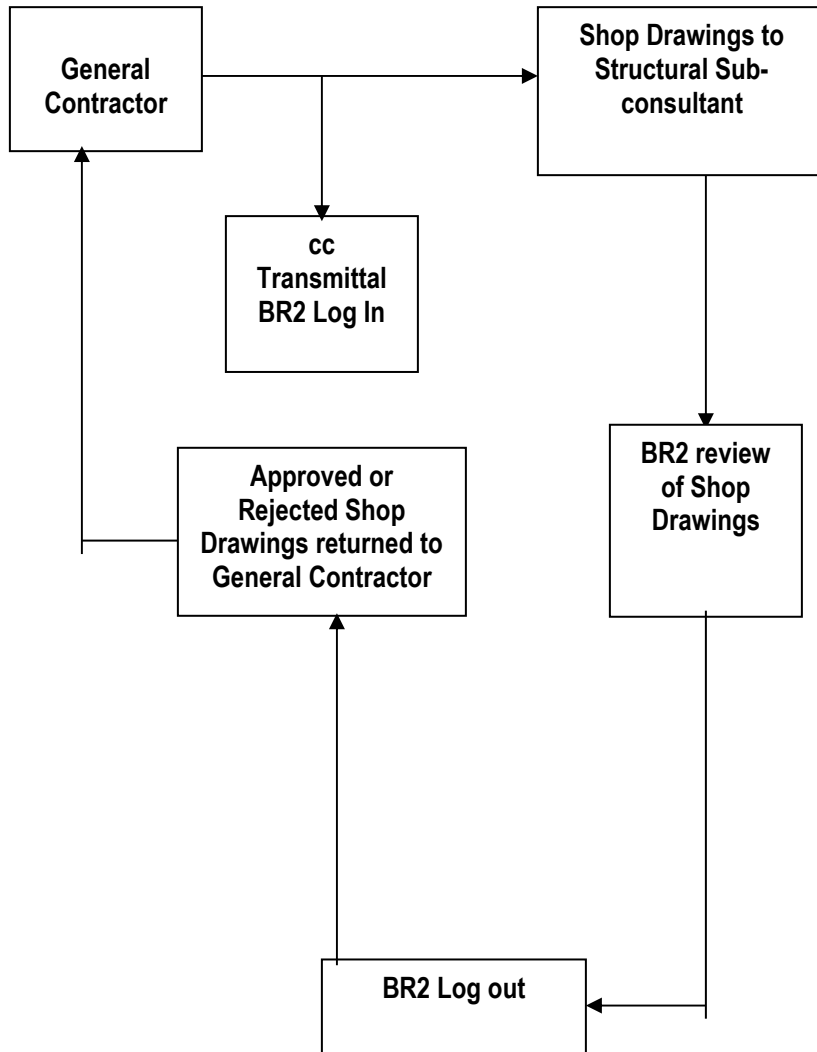 General
Contractor
Shop Drawings to
Structural Sub-
consultant
cc
Transmittal
BR2 Log In
BR2 review
of Shop
Drawings
Approved or
Rejected Shop
Drawings returned to
General Contractor
BR2 Log out